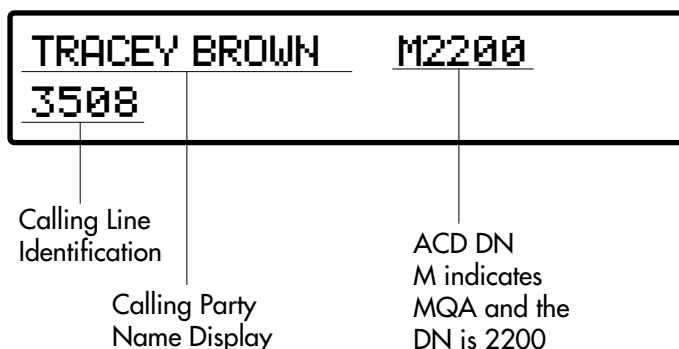 TRACEY BROWN M2200
3508
Calling Line
Identification
Calling Party
Name Display
ACD DN
M indicates
MQA and the
DN is 2200